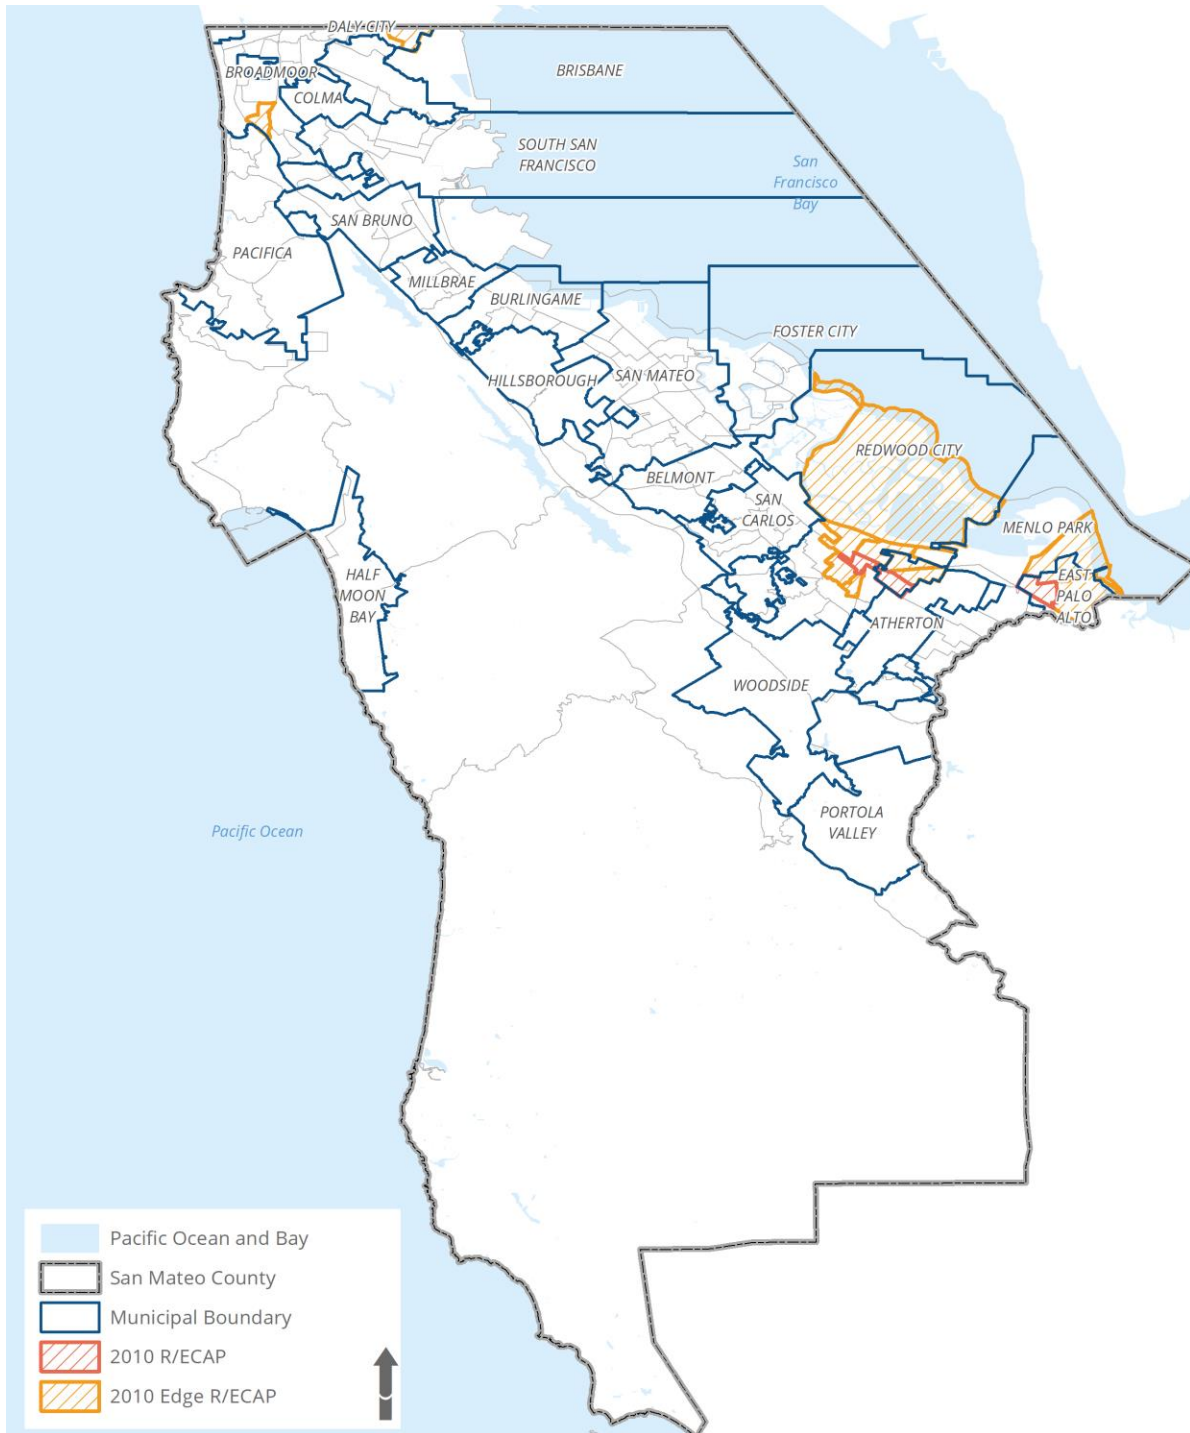 DALY CITY
BROADMOOR
BRISBANE
COLMA
SOUTH SAN
FRANCISCO
San
Francisco
Bay
SAN BRUNO
PACIFICA
MILLBRAE
BURLINGAME
FOSTER CITY
HILLSBOROUGH
SAN MATEO
REDWOOD CITY
BELMONT
SAN
CARLOS
MENLO PARK
HALF
MOON
BAY
EAST
PALO
ALTO
ATHERTON
WOODSIDE
PORTOLA
VALLEY
Pacific Ocean
Pacific Ocean and Bay
San Mateo County
Municipal Boundary
2010 R/ECAP
2010 Edge R/ECAP